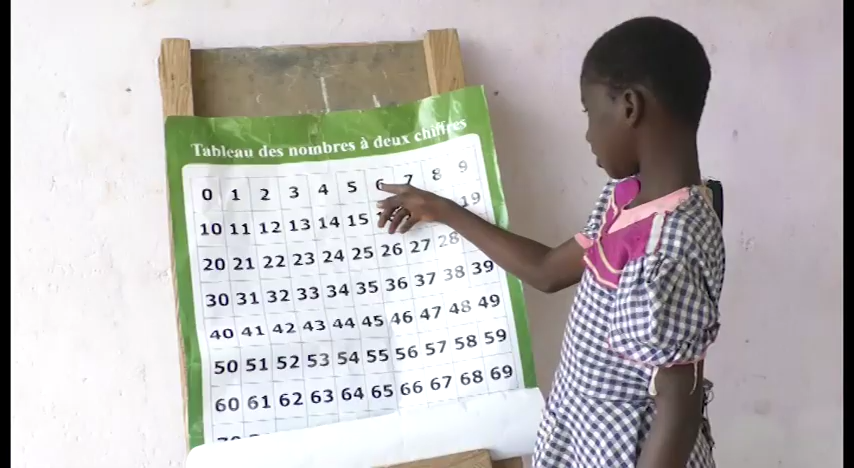 Tableau des nombres à deux chiffres
0 1 2 3 4 5 6 7 8 9
10 11 12 13 14 15 19
20 21 22 23 24 25 26 27 28
30 31 32 33 34 35 36 37 38 39
40 41 42 43 44 45 46 47 48 49
50 51 52 53 54 55 56 57 58 59
60 61 62 63 64 65 66 67 68 69